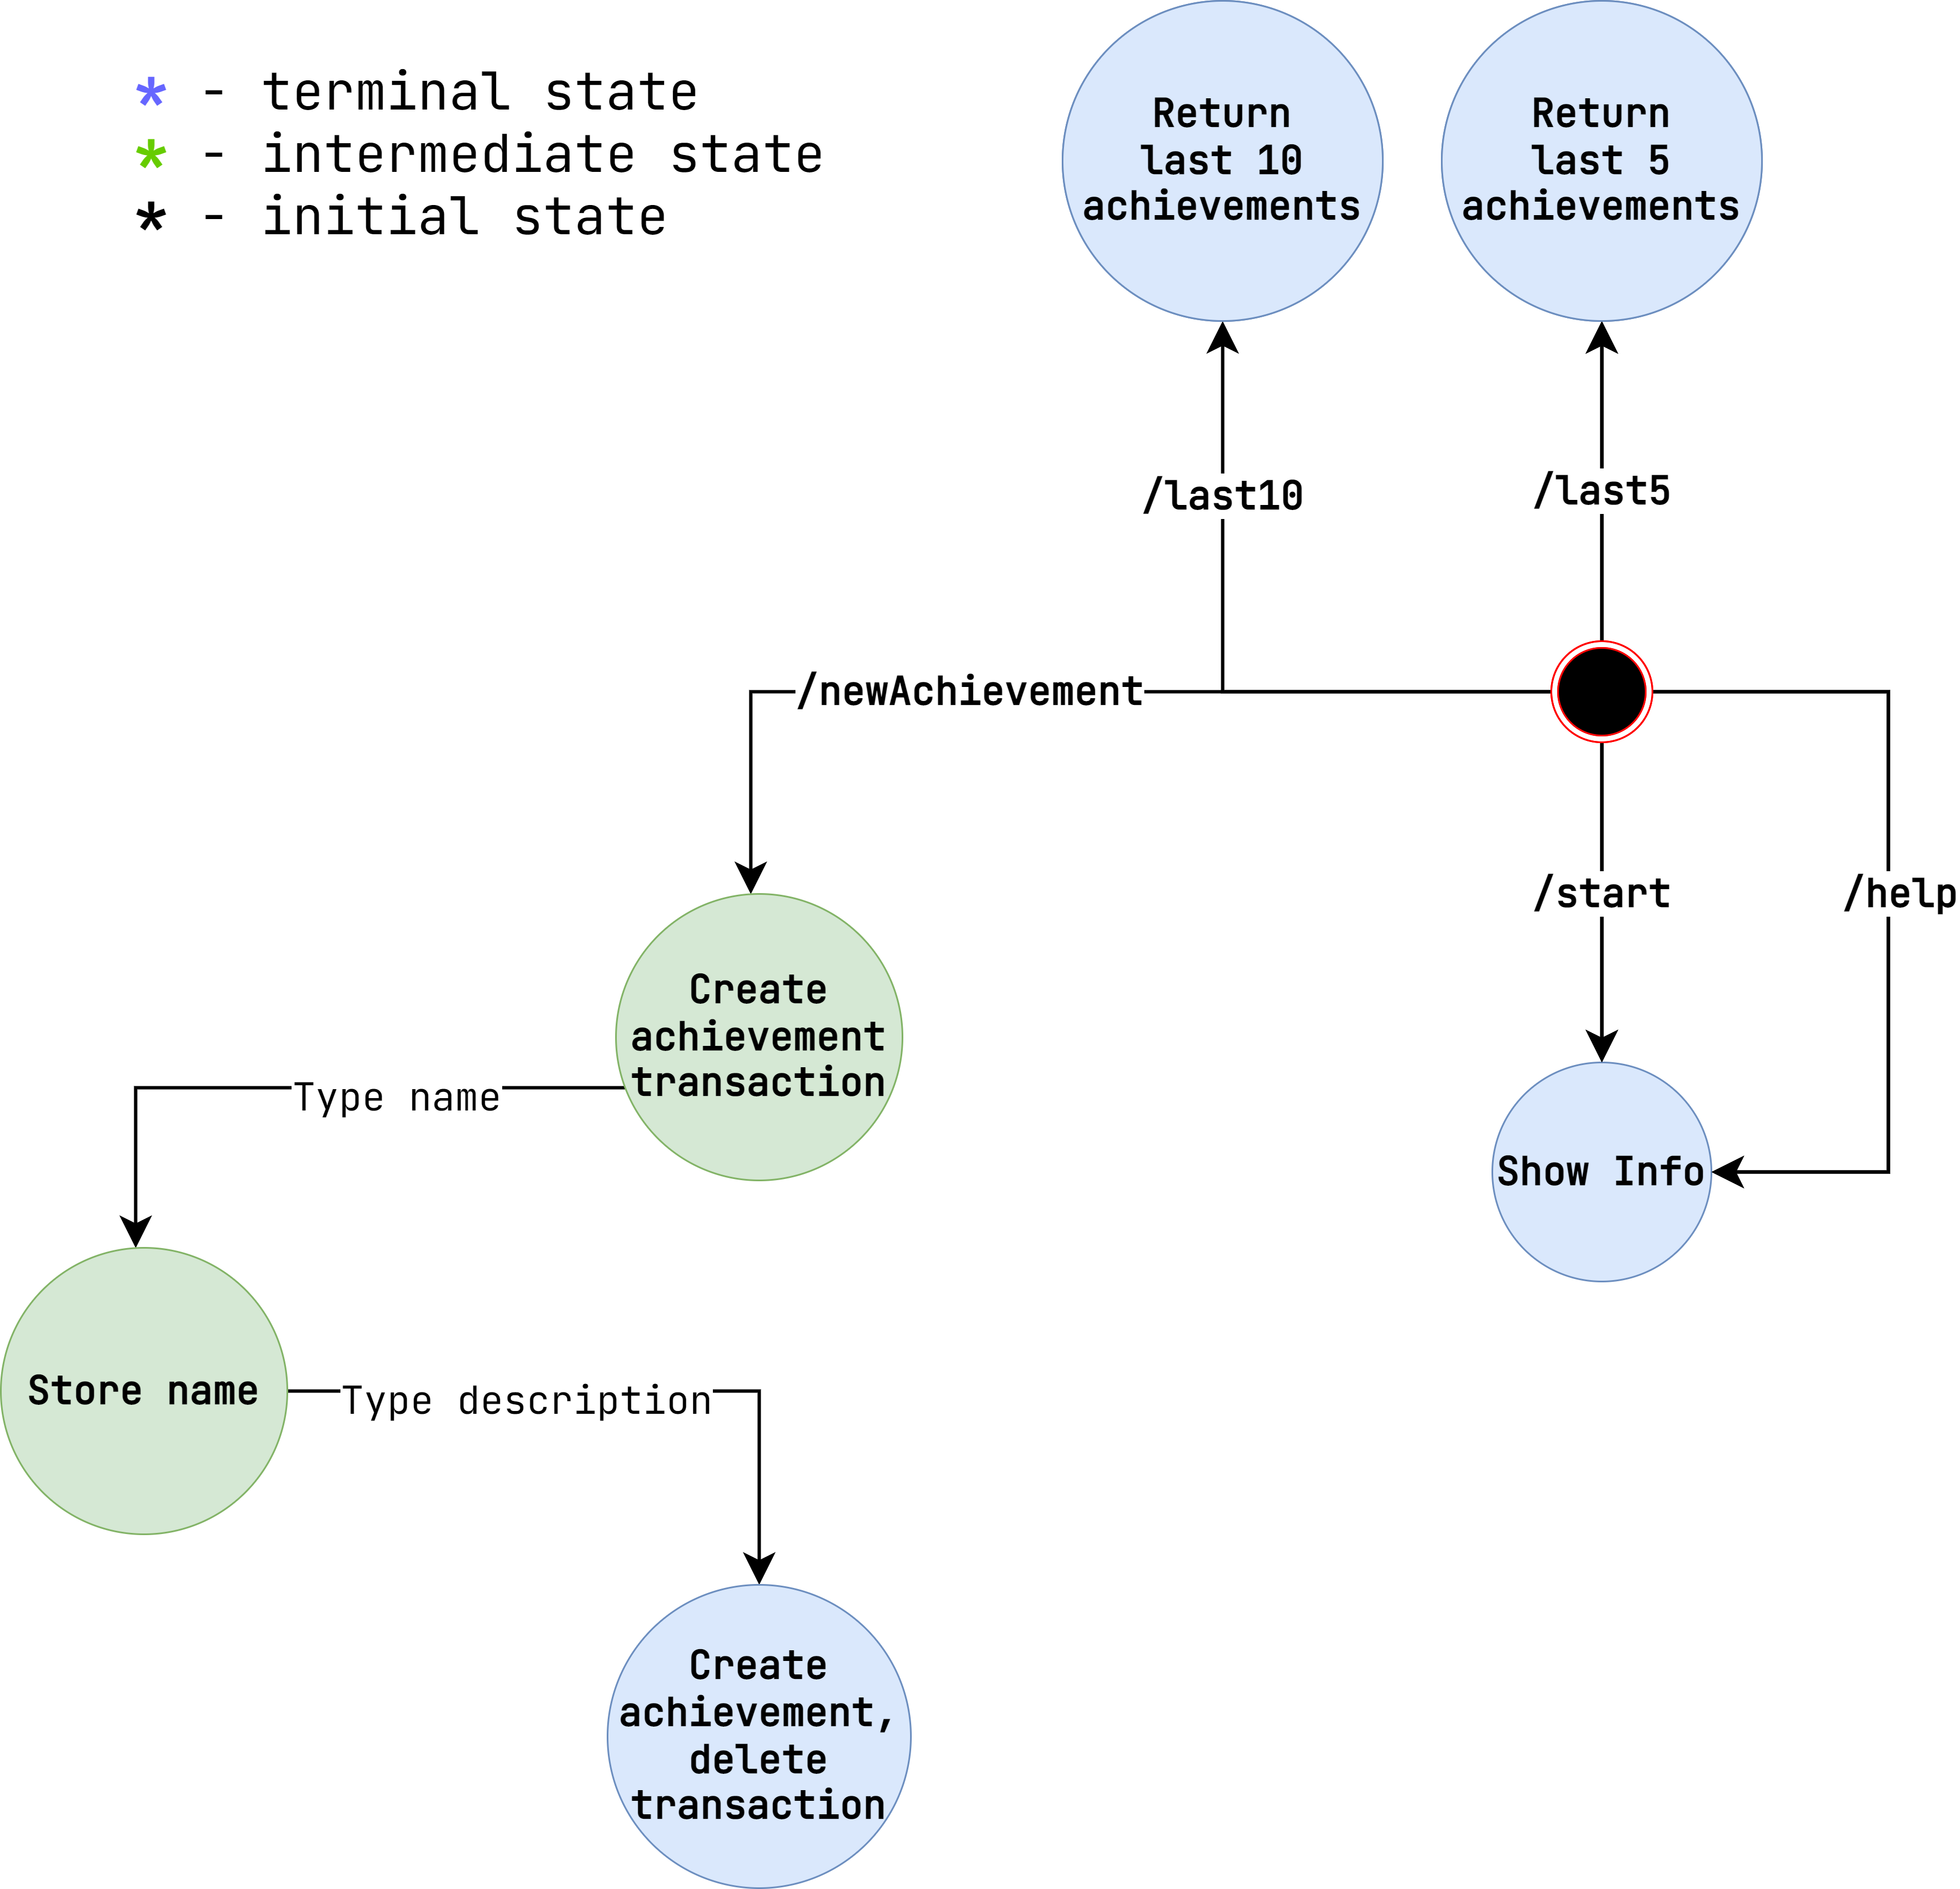 * - terminal state
* - intermediate state
* - initial state
Return
last 10
achievements
Return
last 5
achievements
/last10
/last5
/newAchievement
/start
/help
Create
achievement
transaction
Type name
Show Info
Store name
Type description
Create
achievement,
delete
transaction